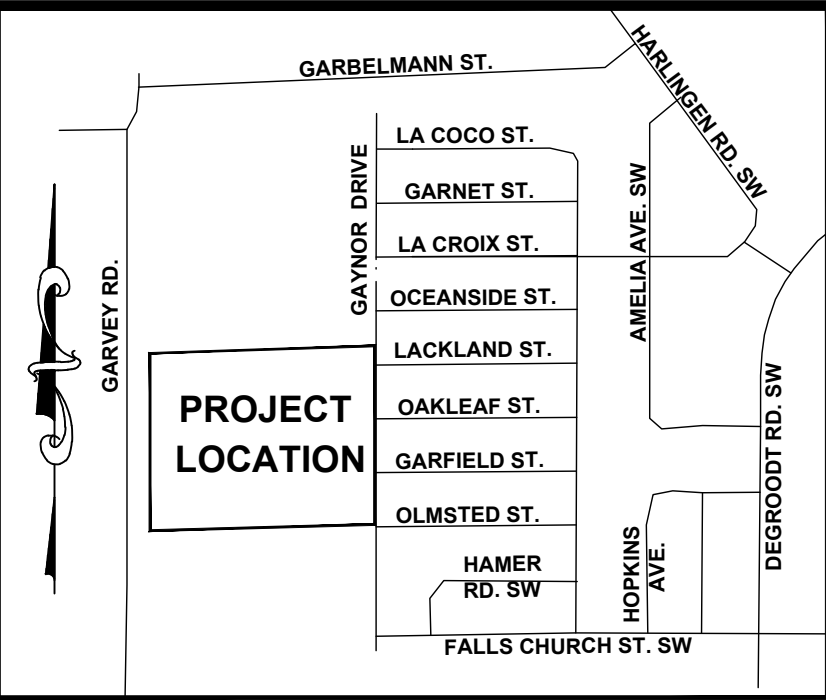 GARBELMANN ST.
HARLINGEN RD. SW
LA COCO ST.
GAYNOR DRIVE
GARNET ST.
AMELIA AVE. SW
LA CROIX ST.
GARVEY RD.
OCEANSIDE ST.
LACKLAND ST.
PROJECT
LOCATION
OAKLEAF ST.
GARFIELD ST.
DEGROODT RD. SW
OLMSTED ST.
HAMER
RD. SW
HOPKINS
AVE.
FALLS CHURCH ST. SW